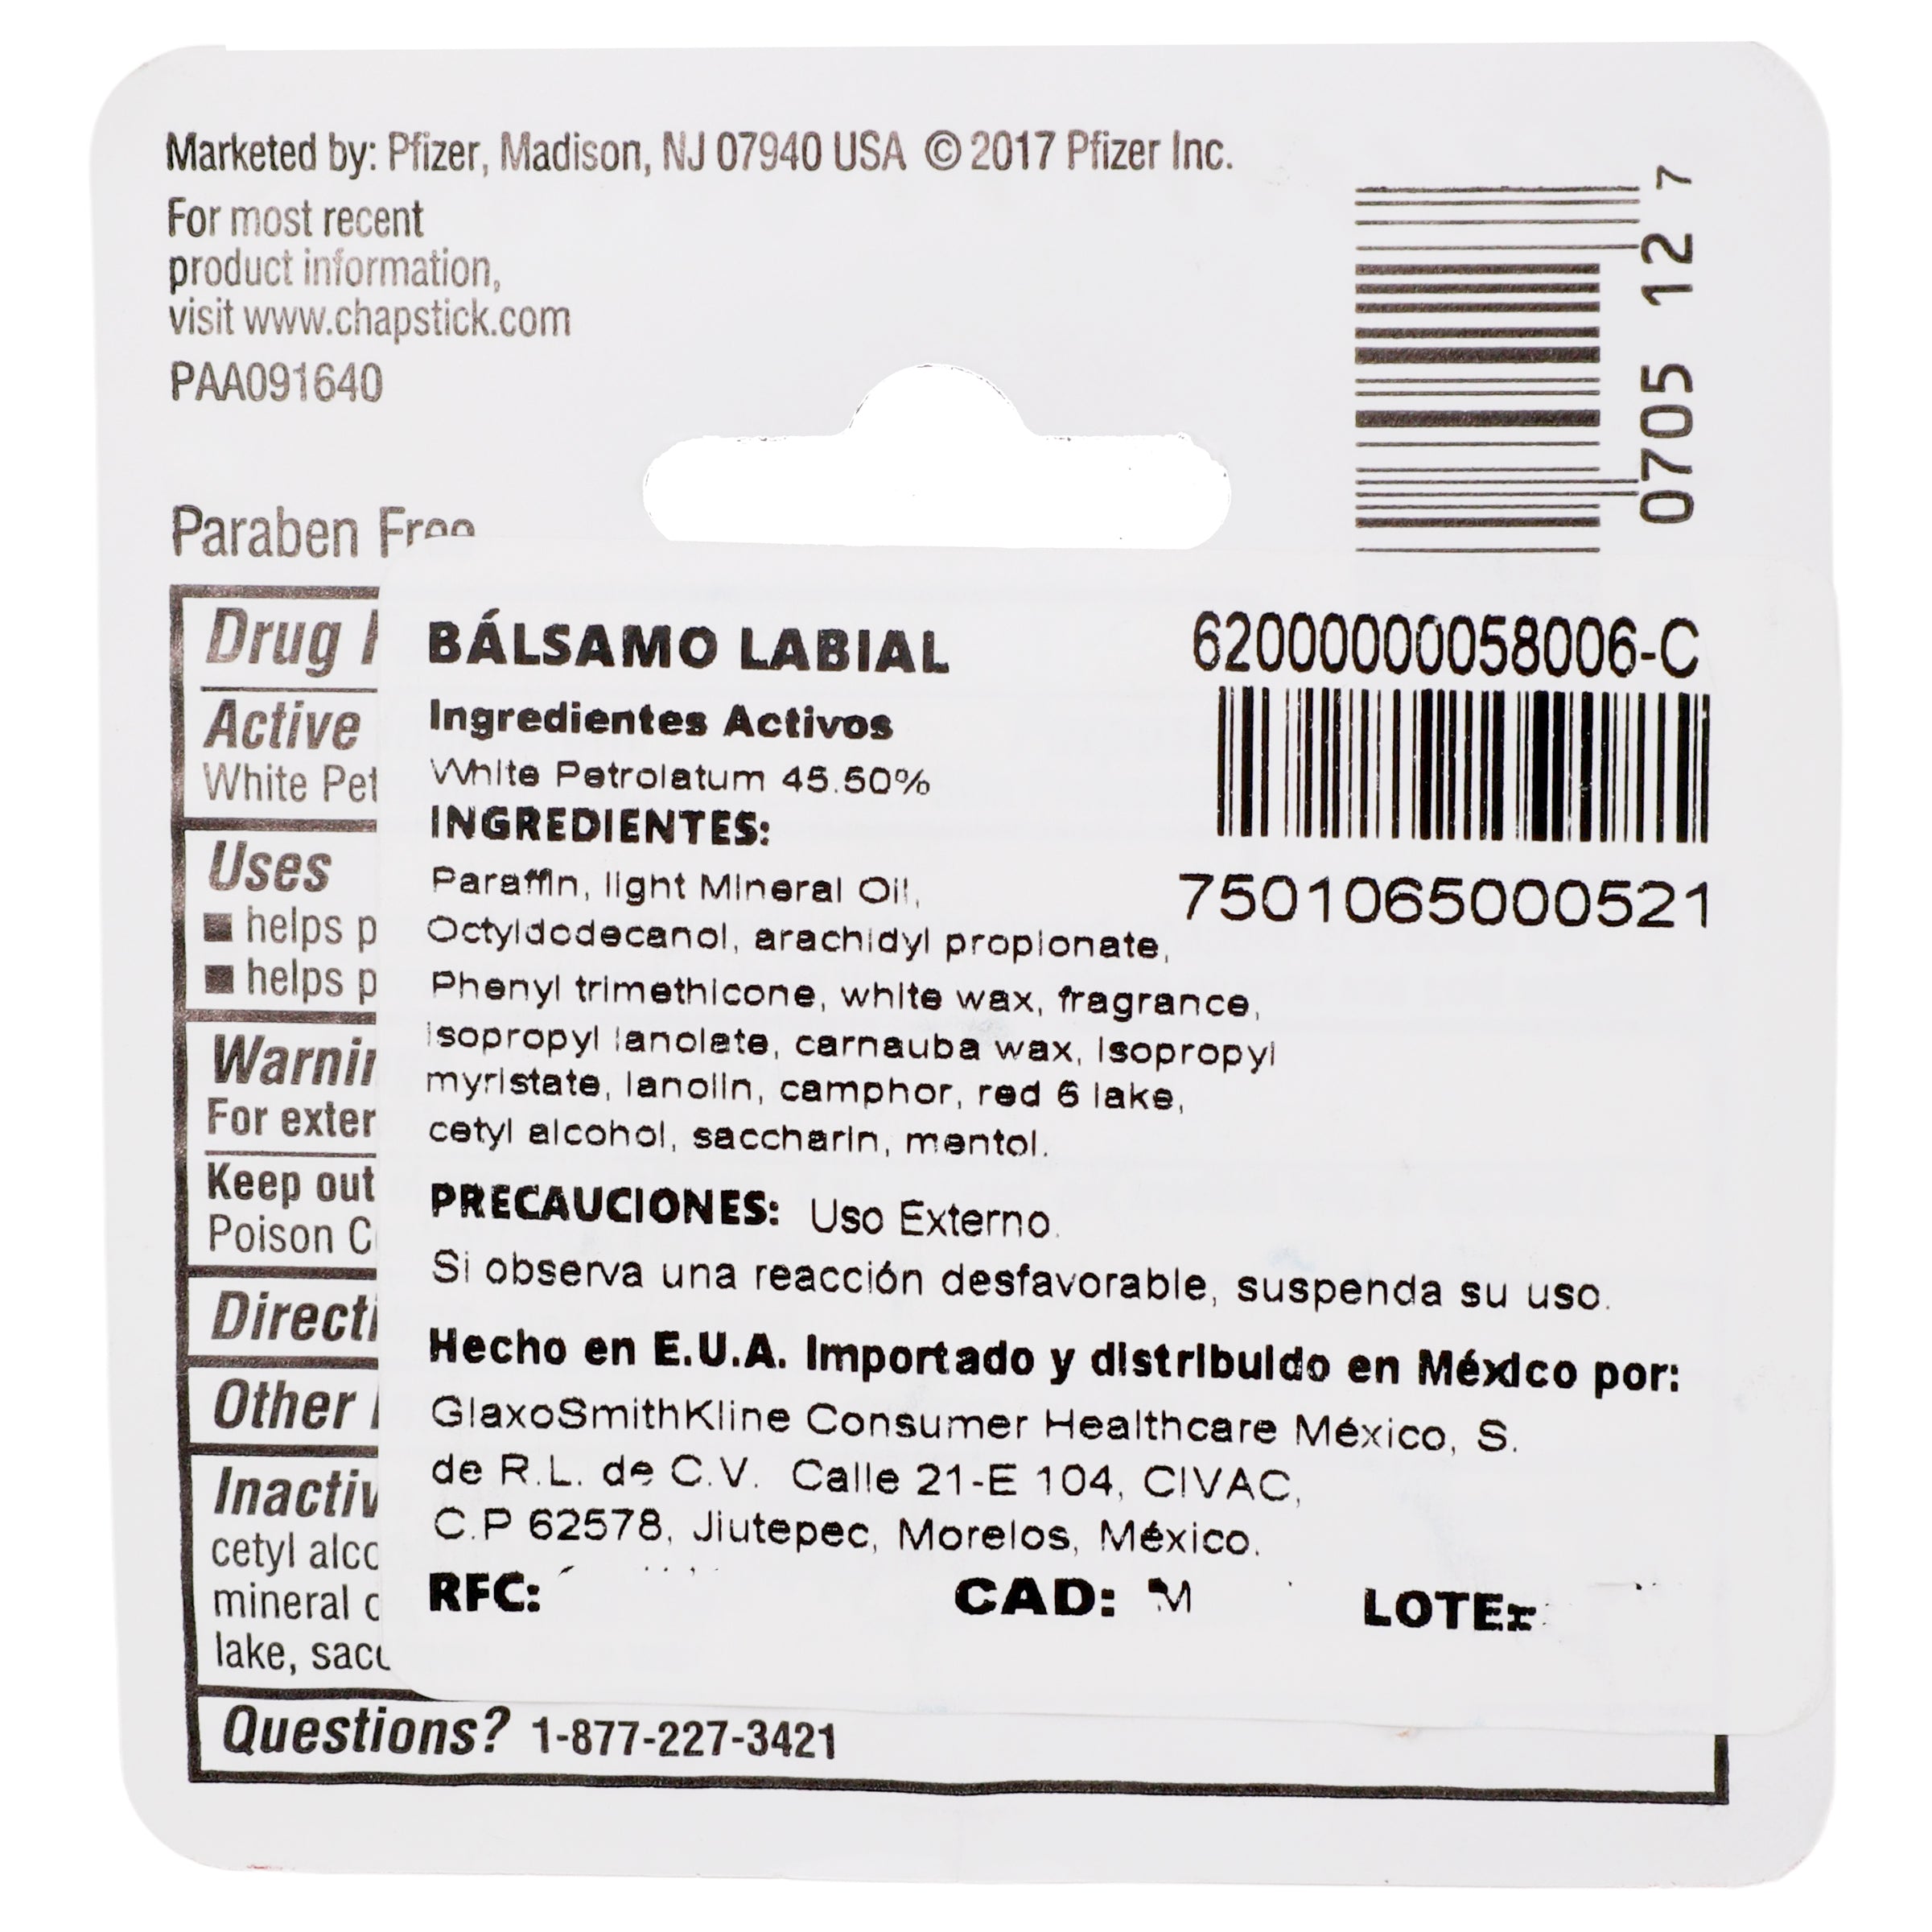 Marketed by: Pfizer, Madison, NJ 07940 USA © 2017 Pfizer Inc.
For most recent
product information,
visit www.chapstick.com
PAA091640
0705 12 7
Paraben Free
Drug
Active
White Pet
Uses
■ helps p
■ helps p
Warnin
For exter
Keep out
Poison C
Directi
Other I
Inactiv
cetyl alco
mineral o
lake, sacc
Questions? 1-877-227-3421
BÁLSAMO LABIAL
62000000058006-C
Ingredientes Activos
White Petrolatum 45.50%
INGREDIENTES:
Paraffin, light Mineral Oil,
7501065000521
Octyldodecanol, arachidyl propionate,
Phenyl trimethicone, white wax, fragrance,
Isopropyl lanolate, carnauba wax, Isopropyl
myristate, lanolin, camphor, red 6 lake,
cetyl alcohol, saccharin, mentol.
PRECAUCIONES: Uso Externo.
Si observa una reacción desfavorable, suspenda su uso.
Hecho en E.U.A. Importado y distribuido en México por:
GlaxoSmithKline Consumer Healthcare México, S.
de R.L. de C.V. Calle 21-E 104, CIVAC,
C.P 62578, Jiutepec, Morelos, México.
RFC: CAD: LOTE: